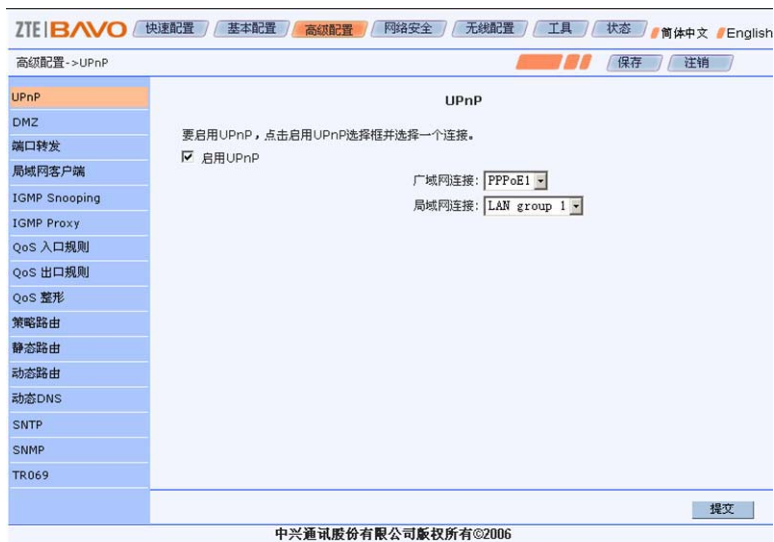 ZTE BAVO 快速配置 基本配置 高级配置 网络安全 无线配置 工具 状态 简体中文 English
高级配置->UPnP 保存 注销
UPnP
DMZ
端口转发
局域网客户端
IGMP Snooping
IGMP Proxy
QoS 入口规则
QoS 出口规则
QoS 整形
策略路由
静态路由
动态路由
动态DNS
SNTP
SNMP
TR069
UPnP
要启用UPnP，点击启用UPnP选择框并选择一个连接。
启用UPnP
广域网连接: PPPoE1
局域网连接: LAN group 1
提交
中兴通讯股份有限公司版权所有©2006